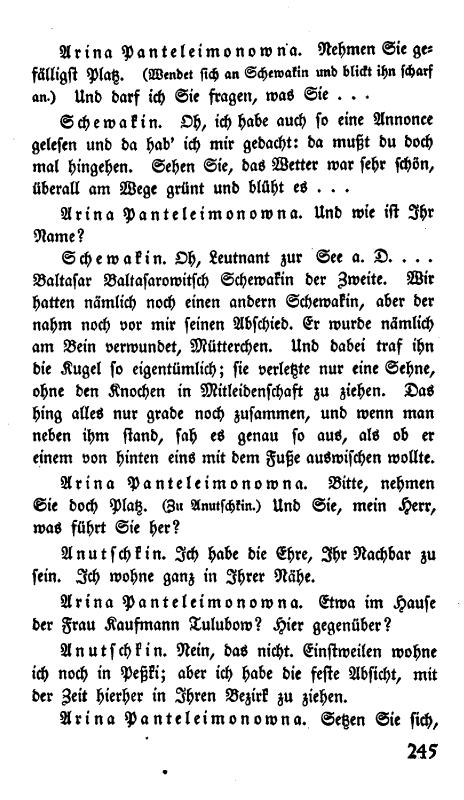 Arina Panteleimonowna. Nehmen Sie ge-
fälligst Platz. (Wendet sich an Schewakin und blickt ihn scharf
an.) Und darf ich Sie fragen, was Sie . . .
Schewakin. Oh, ich habe auch so eine Annonce
gelesen und da hab' ich mir gedacht: da mußt du doch
mal hingehen. Sehen Sie, das Wetter war sehr schön,
überall am Wege grünt und blüht es . . .
Arina Panteleimonowna. Und wie ist Ihr
Name?
Schewakin. Oh, Leutnant zur See a. D. . . . .
Baltasar Baltasarowitsch Schewakin der Zweite. Wir
hatten nämlich noch einen andern Schewakin, aber der
nahm noch vor mir seinen Abschied. Er wurde nämlich
am Bein verwundet, Mütterchen. Und dabei traf ihn
die Kugel so eigentümlich; sie verletzte nur eine Sehne,
ohne den Knochen in Mitleidenschaft zu ziehen. Das
hing alles nur grade noch zusammen, und wenn man
neben ihm stand, sah es genau so aus, als ob er
einem von hinten eins mit dem Fuße auswischen wollte.
Arina Panteleimonowna. Bitte, nehmen
Sie doch Platz. (Zu Anutschkin.) Und Sie, mein Herr,
was führt Sie her?
Anutschkin. Ich habe die Ehre, Ihr Nachbar zu
sein. Ich wohne ganz in Ihrer Nähe.
Arina Panteleimonowna. Etwa im Hause
der Frau Kaufmann Tulubow? Hier gegenüber?
Anutschkin. Nein, das nicht. Einstweilen wohne
ich noch in Peßki; aber ich habe die feste Absicht, mit
der Zeit hierher in Ihren Bezirk zu ziehen.
Arina Panteleimonowna. Setzen Sie sich,
245